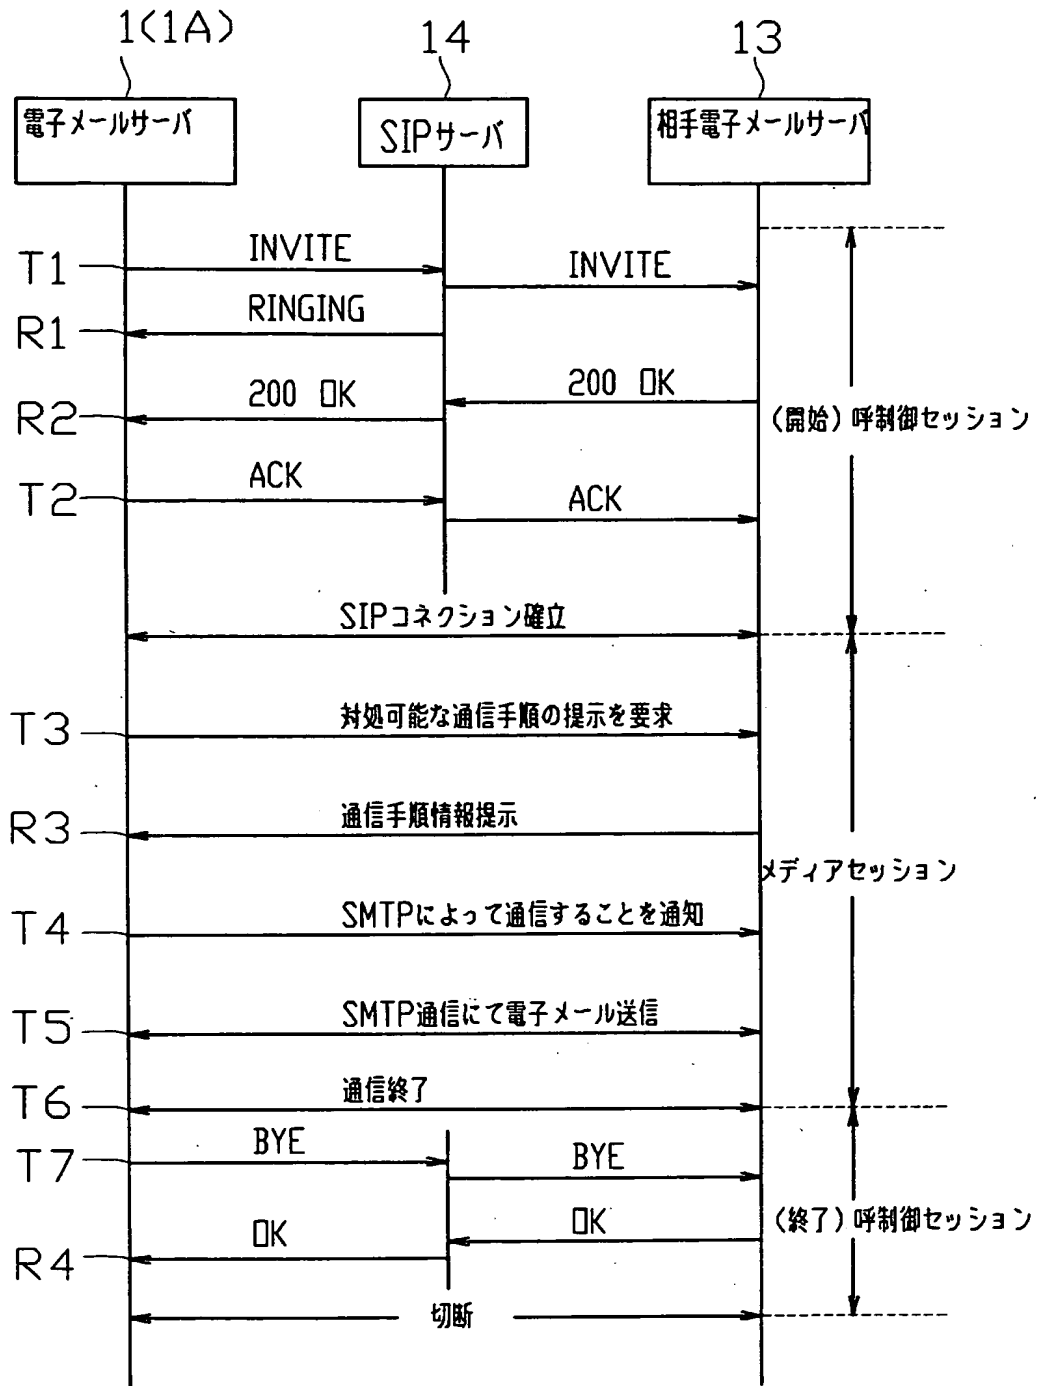 1(1A)
14
13
電子メールサーバ
SIPサーバ
相手電子メールサーバ
T1
INVITE
INVITE
R1
RINGING
R2
200 OK
200 OK
(開始)呼制御セッション
T2
ACK
ACK
SIPコネクション確立
T3
対処可能な通信手順の提示を要求
R3
通信手順情報提示
メディアセッション
T4
SMTPによって通信することを通知
T5
SMTP通信にて電子メール送信
T6
通信終了
T7
BYE
BYE
(終了)呼制御セッション
R4
OK
OK
切断